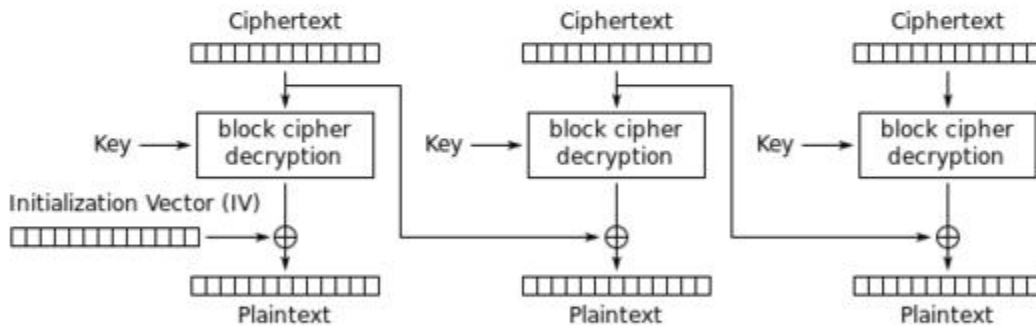 Ciphertext
Ciphertext
Ciphertext
Key
block cipher
decryption
Key
block cipher
decryption
Key
block cipher
decryption
Initialization Vector (IV)
Plaintext
Plaintext
Plaintext